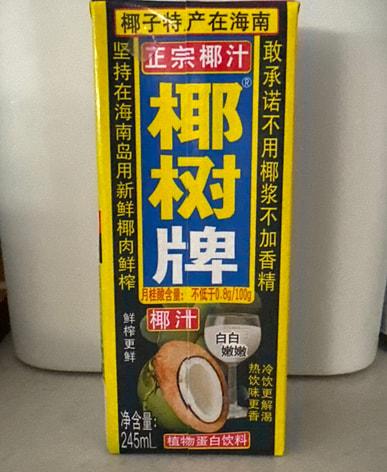 椰子特产在海南
正宗椰汁
坚持在海南岛用新鲜椰肉鲜榨
椰树牌®
敢承诺不用椰浆不加香精
月桂酸含量：不低于0.8g/100g
椰汁
鲜榨更鲜
白白
嫩嫩
冷饮更解渴
热饮味更香
净含量：
245mL
植物蛋白饮料